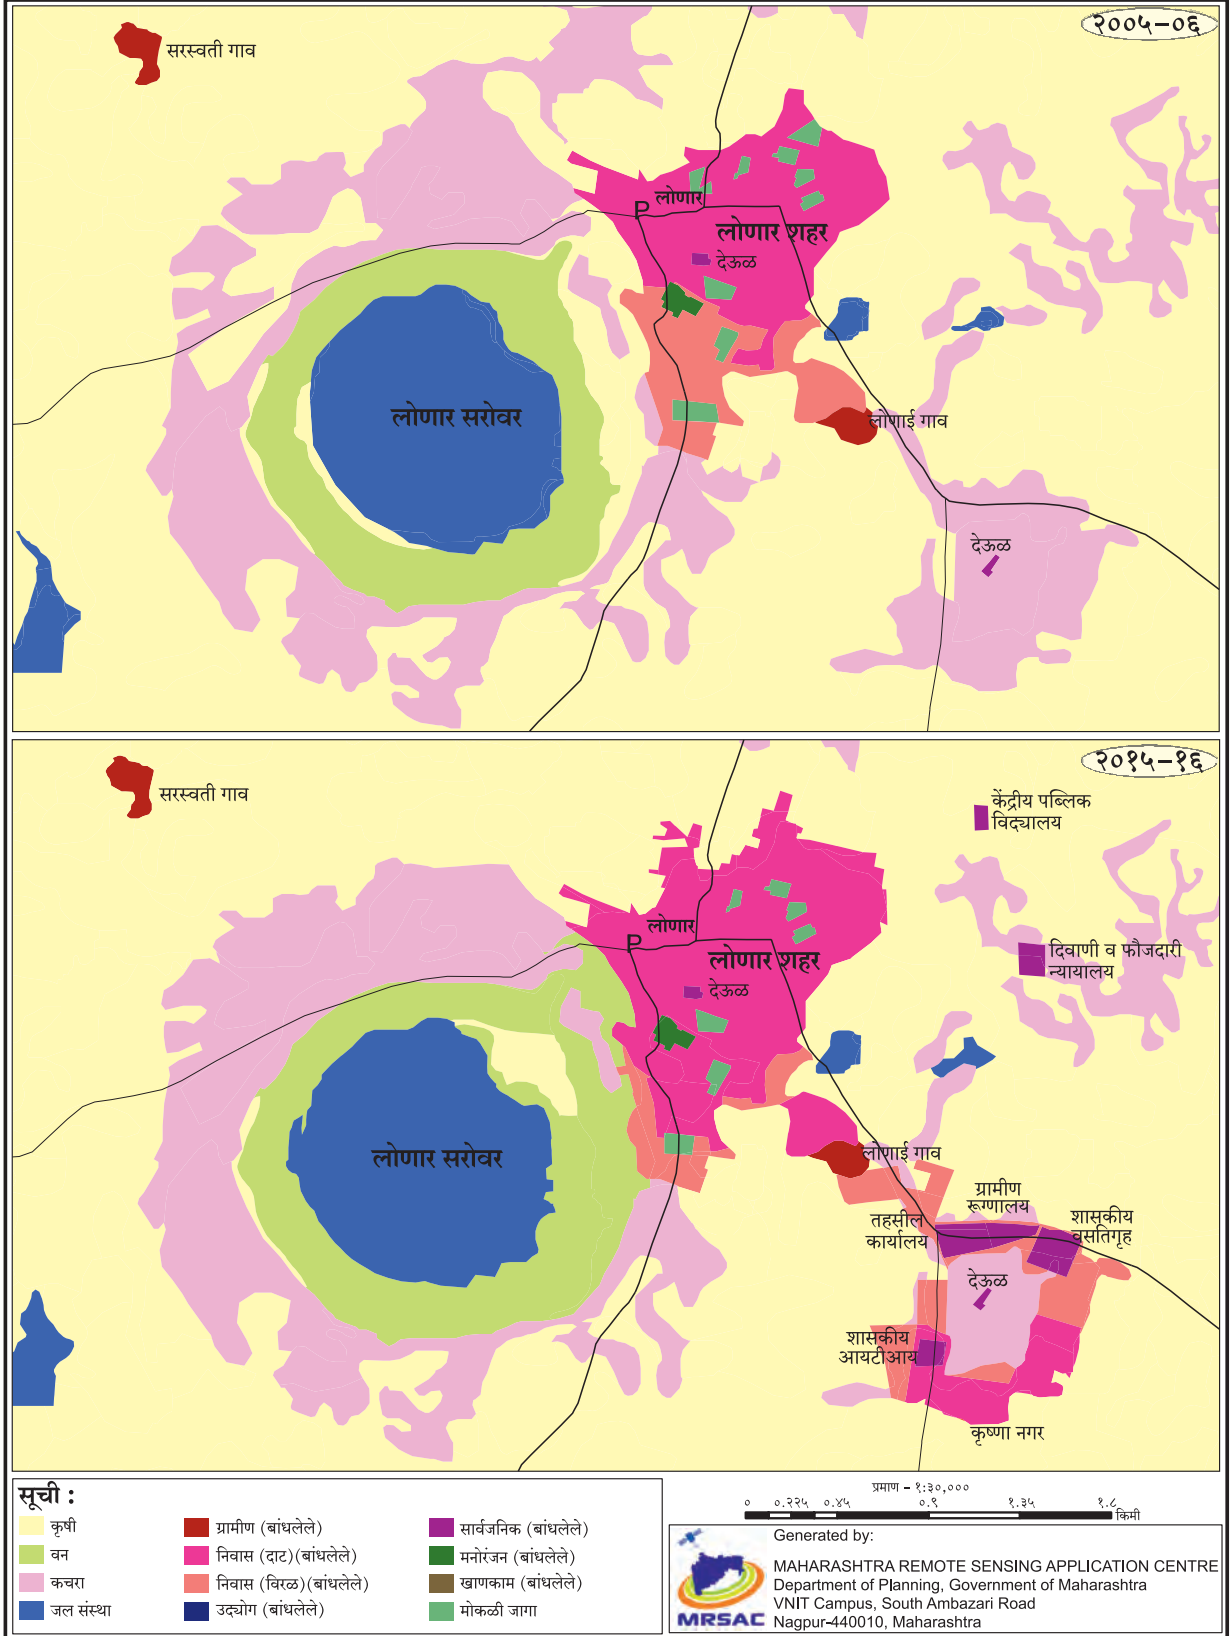 २००५-०६
सरस्वती गाव
लोणार
P
लोणार शहर
देऊळ
लोणार सरोवर
लोणाई गाव
देऊळ
२०१५-१६
सरस्वती गाव
केंद्रीय पब्लिक
विद्यालय
लोणार
P
लोणार शहर
देऊळ
दिवाणी व फौजदारी
न्यायालय
लोणार सरोवर
लोणाई गाव
ग्रामीण
रूग्णालय
तहसील
कार्यालय
शासकीय
वसतिगृह
देऊळ
शासकीय
आयटीआय
कृष्णा नगर
सूची :
कृषी
वन
कचरा
जल संस्था
ग्रामीण (बांधलेले)
निवास (दाट)(बांधलेले)
निवास (विरळ)(बांधलेले)
उद्योग (बांधलेले)
सार्वजनिक (बांधलेले)
मनोरंजन (बांधलेले)
खाणकाम (बांधलेले)
मोकळी जागा
प्रमाण - १:३०,०००
० ०.२२५ ०.४५ ०.९ १.३५ १.८
किमी
Generated by:
MAHARASHTRA REMOTE SENSING APPLICATION CENTRE
Department of Planning, Government of Maharashtra
VNIT Campus, South Ambazari Road
Nagpur-440010, Maharashtra
MRSAC